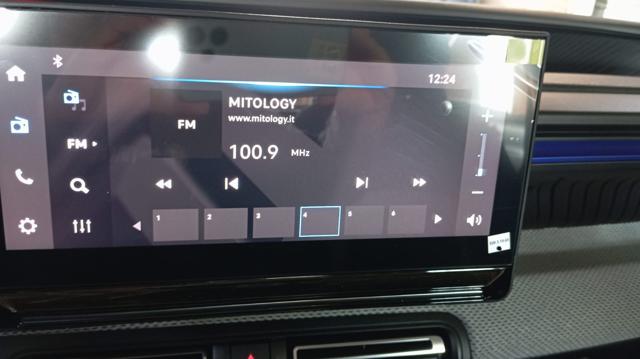 12:24
MITOLOGY
www.mitology.it
FM
FM
100.9 MHz
1 2 3 4 5 6